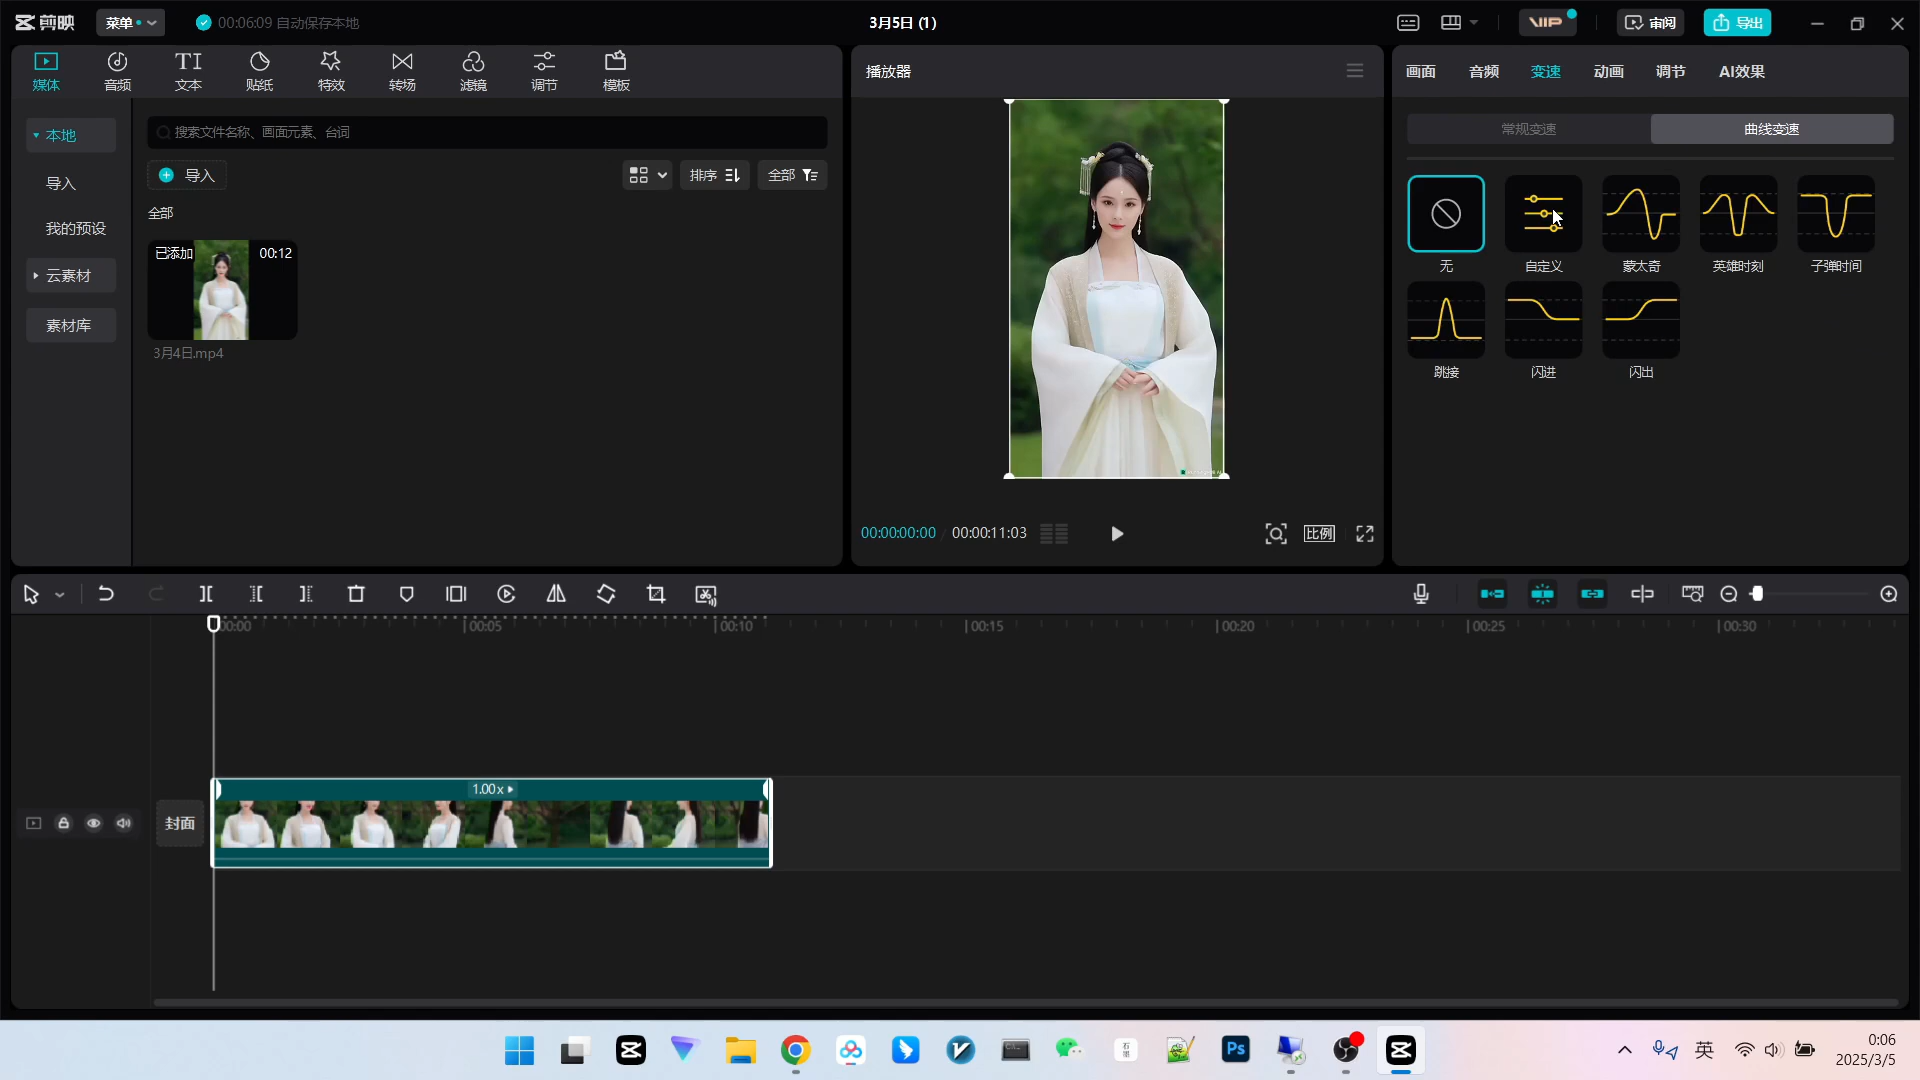 剪映
菜单
00:06:09 自动保存本地
3月5日 (1)
VIP
审阅
导出
媒体
音频
TI
文本
贴纸
特效
转场
滤镜
调节
模板
本地
导入
我的预设
云素材
素材库
搜索文件名称、画面元素、台词
导入
排序
全部
全部
已添加
00:12
3月4日.mp4
播放器
00:00:00:00 / 00:00:11:03
比例
画面
音频
变速
动画
调节
AI效果
常规变速
曲线变速
无
自定义
蒙太奇
英雄时刻
子弹时间
跳接
闪进
闪出
00:00
00:05
00:10
00:15
00:20
00:25
00:30
封面
1.00x
Ps
英
0:06
2025/3/5